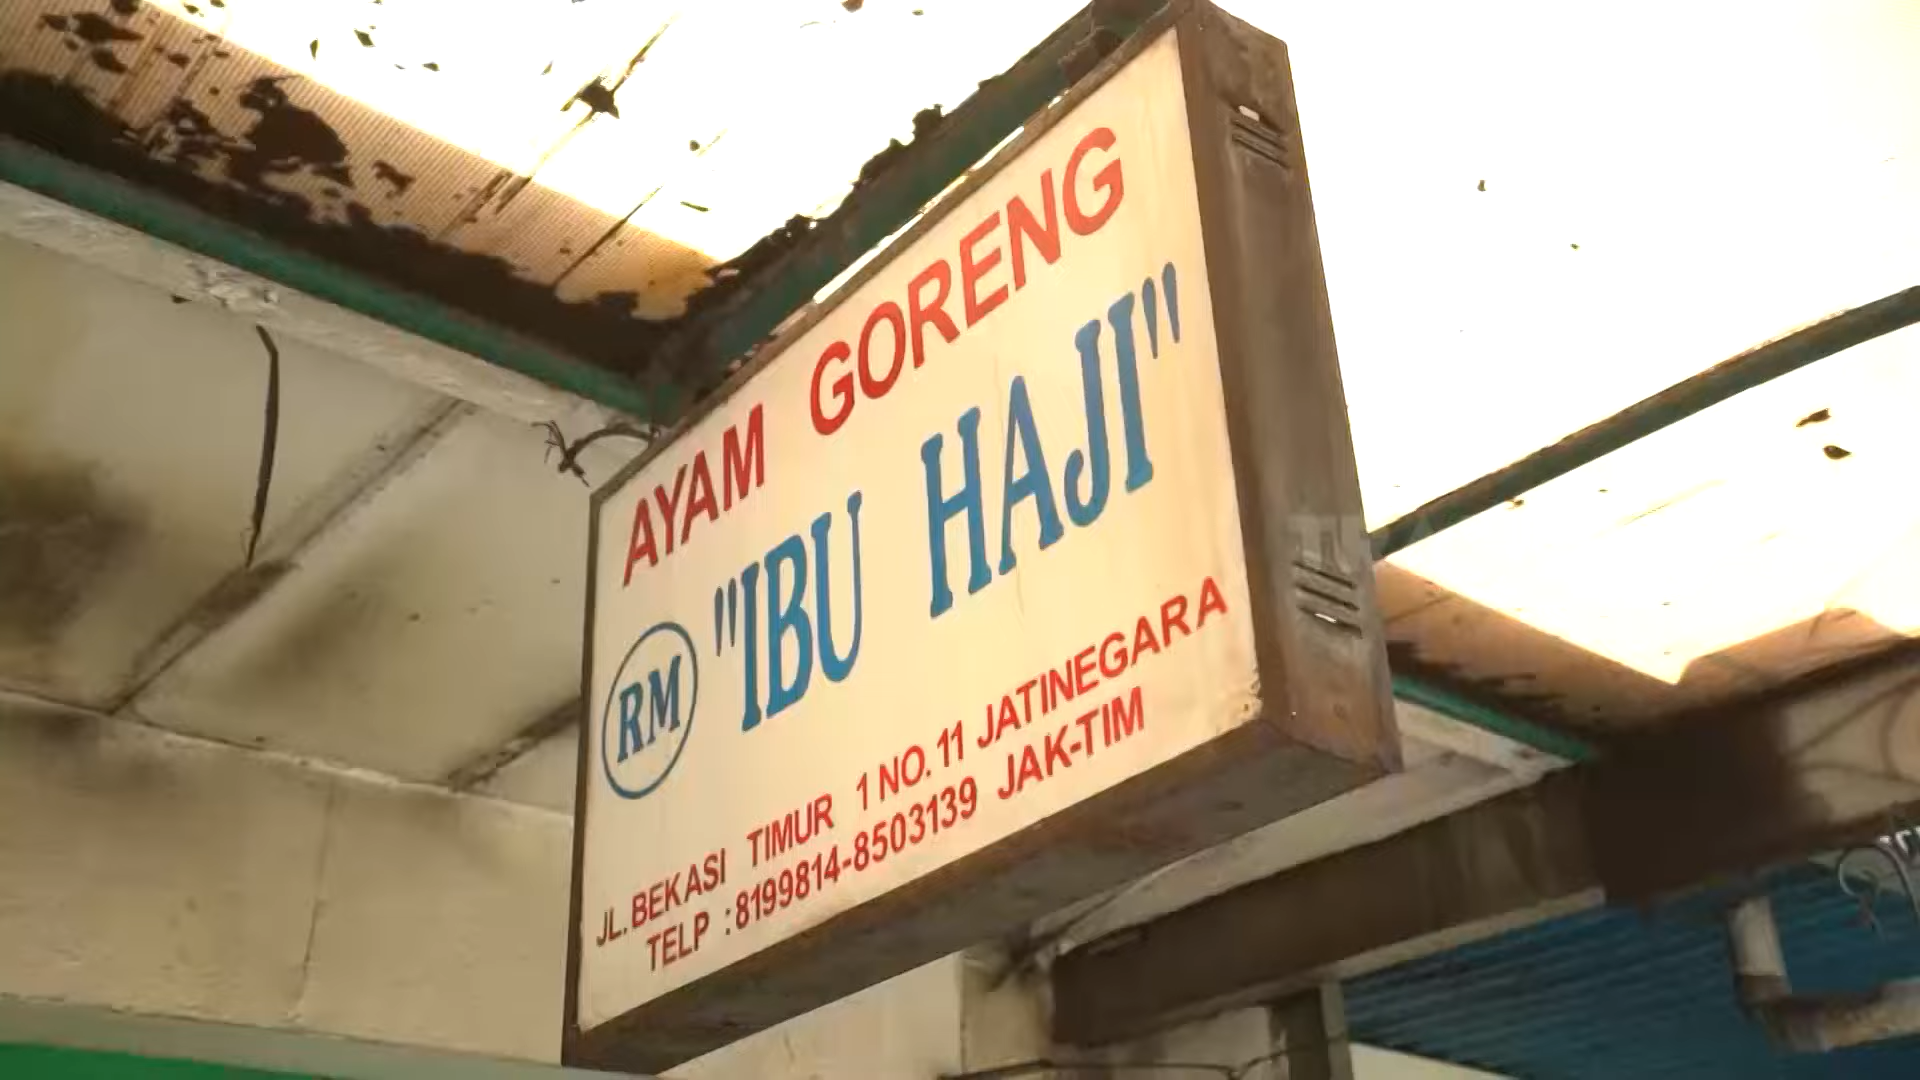 AYAM GORENG
RM "IBU HAJI"
JL. BEKASI TIMUR 1 NO. 11 JATINEGARA
TELP : 8199814-8503139 JAK-TIM